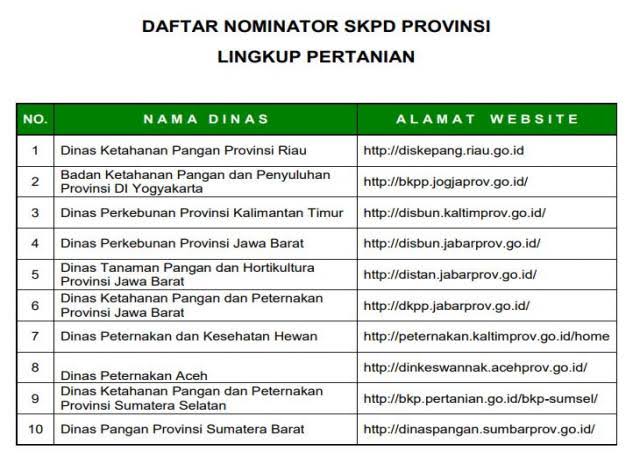 DAFTAR NOMINATOR SKPD PROVINSI
LINGKUP PERTANIAN
NO. NAMA DINAS ALAMAT WEBSITE
1 Dinas Ketahanan Pangan Provinsi Riau http://diskepang.riau.go.id
2 Badan Ketahanan Pangan dan Penyuluhan
Provinsi DI Yogyakarta http://bkpp.jogjaprov.go.id/
3 Dinas Perkebunan Provinsi Kalimantan Timur http://disbun.kaltimprov.go.id/
4 Dinas Perkebunan Provinsi Jawa Barat http://disbun.jabarprov.go.id/
5 Dinas Tanaman Pangan dan Hortikultura
Provinsi Jawa Barat http://distan.jabarprov.go.id/
6 Dinas Ketahanan Pangan dan Peternakan
Provinsi Jawa Barat http://dkpp.jabarprov.go.id/
7 Dinas Peternakan dan Kesehatan Hewan http://peternakan.kaltimprov.go.id/home
8 Dinas Peternakan Aceh http://dinkeswannak.acehprov.go.id/
9 Dinas Ketahanan Pangan dan Peternakan
Provinsi Sumatera Selatan http://bkp.pertanian.go.id/bkp-sumsel/
10 Dinas Pangan Provinsi Sumatera Barat http://dinaspangan.sumbarprov.go.id/